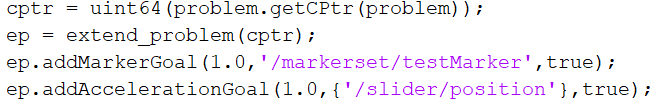 cptr = uint64(problem.getCPtr(problem));
ep = extend_problem(cptr);
ep.addMarkerGoal(1.0,'/markerset/testMarker',true);
ep.addAccelerationGoal(1.0,{'/slider/position'},true);